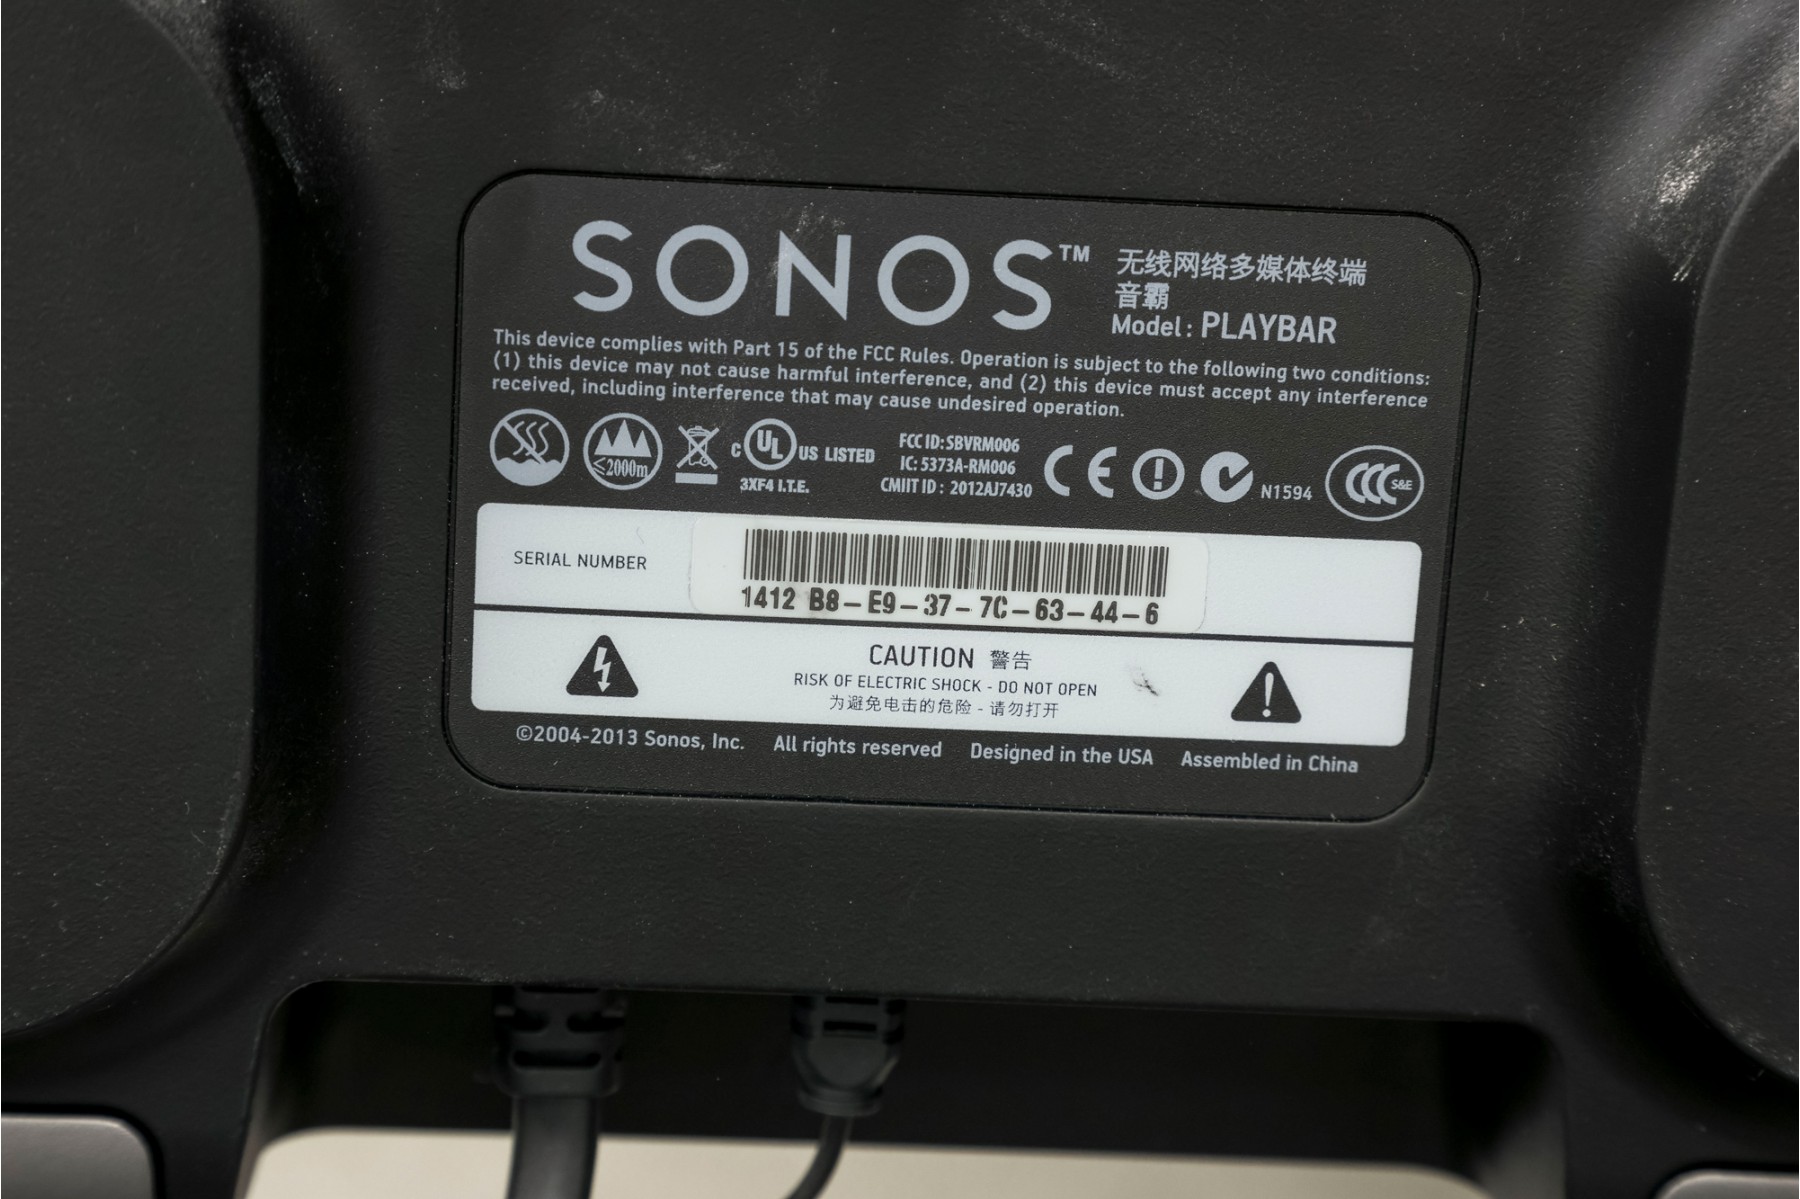 SONOS™
无线网络多媒体终端
音霸
Model: PLAYBAR
This device complies with Part 15 of the FCC Rules. Operation is subject to the following two conditions:
(1) this device may not cause harmful interference, and (2) this device must accept any interference
received, including interference that may cause undesired operation.
≤2000m
c UL US LISTED
3XF4 I.T.E.
FCC ID: SBVRM006
IC: 5373A-RM006
CMIIT ID: 2012AJ7430
CE
N1594
CCC S&E
SERIAL NUMBER
1412 B8-E9-37-7C-63-44-6
CAUTION 警告
RISK OF ELECTRIC SHOCK - DO NOT OPEN
为避免电击的危险 - 请勿打开
©2004-2013 Sonos, Inc. All rights reserved Designed in the USA Assembled in China